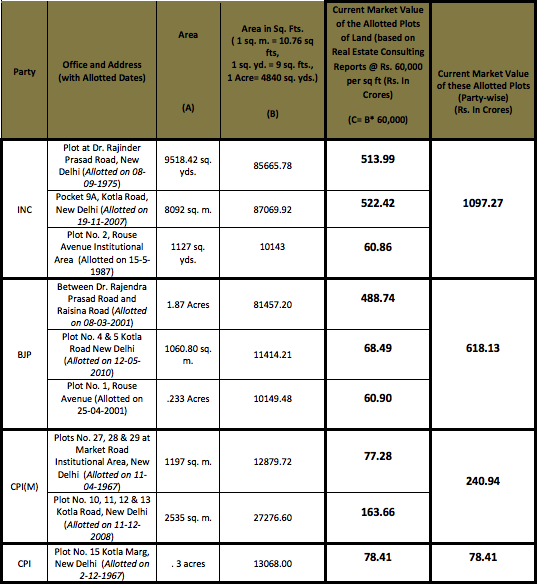 Party
Office and Address
(with Allotted Dates)
Area
(A)
Area in Sq. Fts.
( 1 sq. m. = 10.76 sq
fts,
1 sq. yd. = 9 sq. fts.,
1 Acre= 4840 sq. yds.)
(B)
Current Market Value
of the Allotted Plots
of Land (based on
Real Estate Consulting
Reports @ Rs. 60,000
per sq ft (Rs. In
Crores)
(C= B* 60,000)
Current Market Value
of these Allotted Plots
(Party-wise)
(Rs. In Crores)
INC
Plot at Dr. Rajinder
Prasad Road, New
Delhi (Allotted on 08-
09-1975)
9518.42 sq.
yds.
85665.78
513.99
1097.27
Pocket 9A, Kotla Road,
New Delhi (Allotted on
19-11-2007)
8092 sq. m.
87069.92
522.42
Plot No. 2, Rouse
Avenue Institutional
Area (Allotted on 15-5-
1987)
1127 sq.
yds.
10143
60.86
BJP
Between Dr. Rajendra
Prasad Road and
Raisina Road (Allotted
on 08-03-2001)
1.87 Acres
81457.20
488.74
618.13
Plot No. 4 & 5 Kotla
Road New Delhi
(Allotted on 12-05-
2010)
1060.80 sq.
m.
11414.21
68.49
Plot No. 1, Rouse
Avenue (Allotted on
25-04-2001)
.233 Acres
10149.48
60.90
CPI(M)
Plots No. 27, 28 & 29 at
Market Road
Institutional Area, New
Delhi (Allotted on 11-
04-1967)
1197 sq. m.
12879.72
77.28
240.94
Plot No. 10, 11, 12 & 13
Kotla Road, New Delhi
(Allotted on 11-12-
2008)
2535 sq. m.
27276.60
163.66
CPI
Plot No. 15 Kotla Marg,
New Delhi (Allotted on
2-12-1967)
. 3 acres
13068.00
78.41
78.41